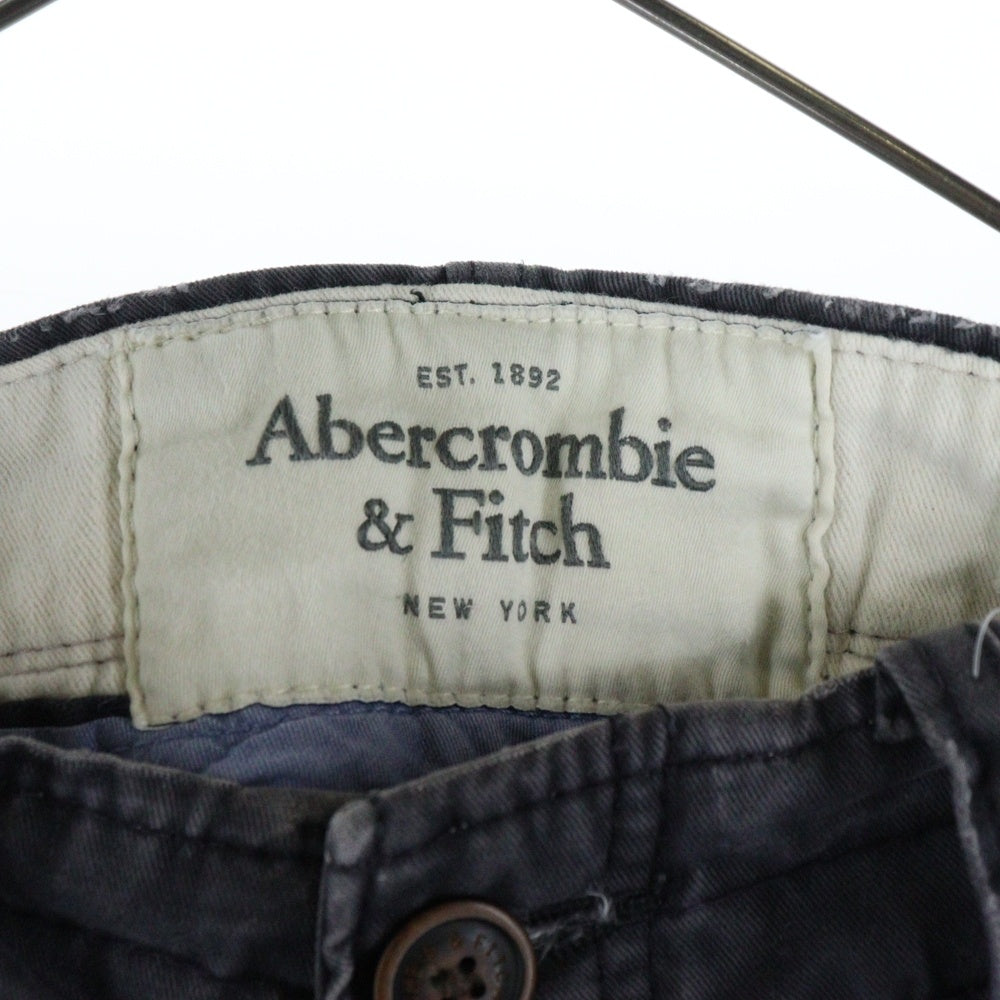 EST. 1892
Abercrombie
& Fitch
NEW YORK